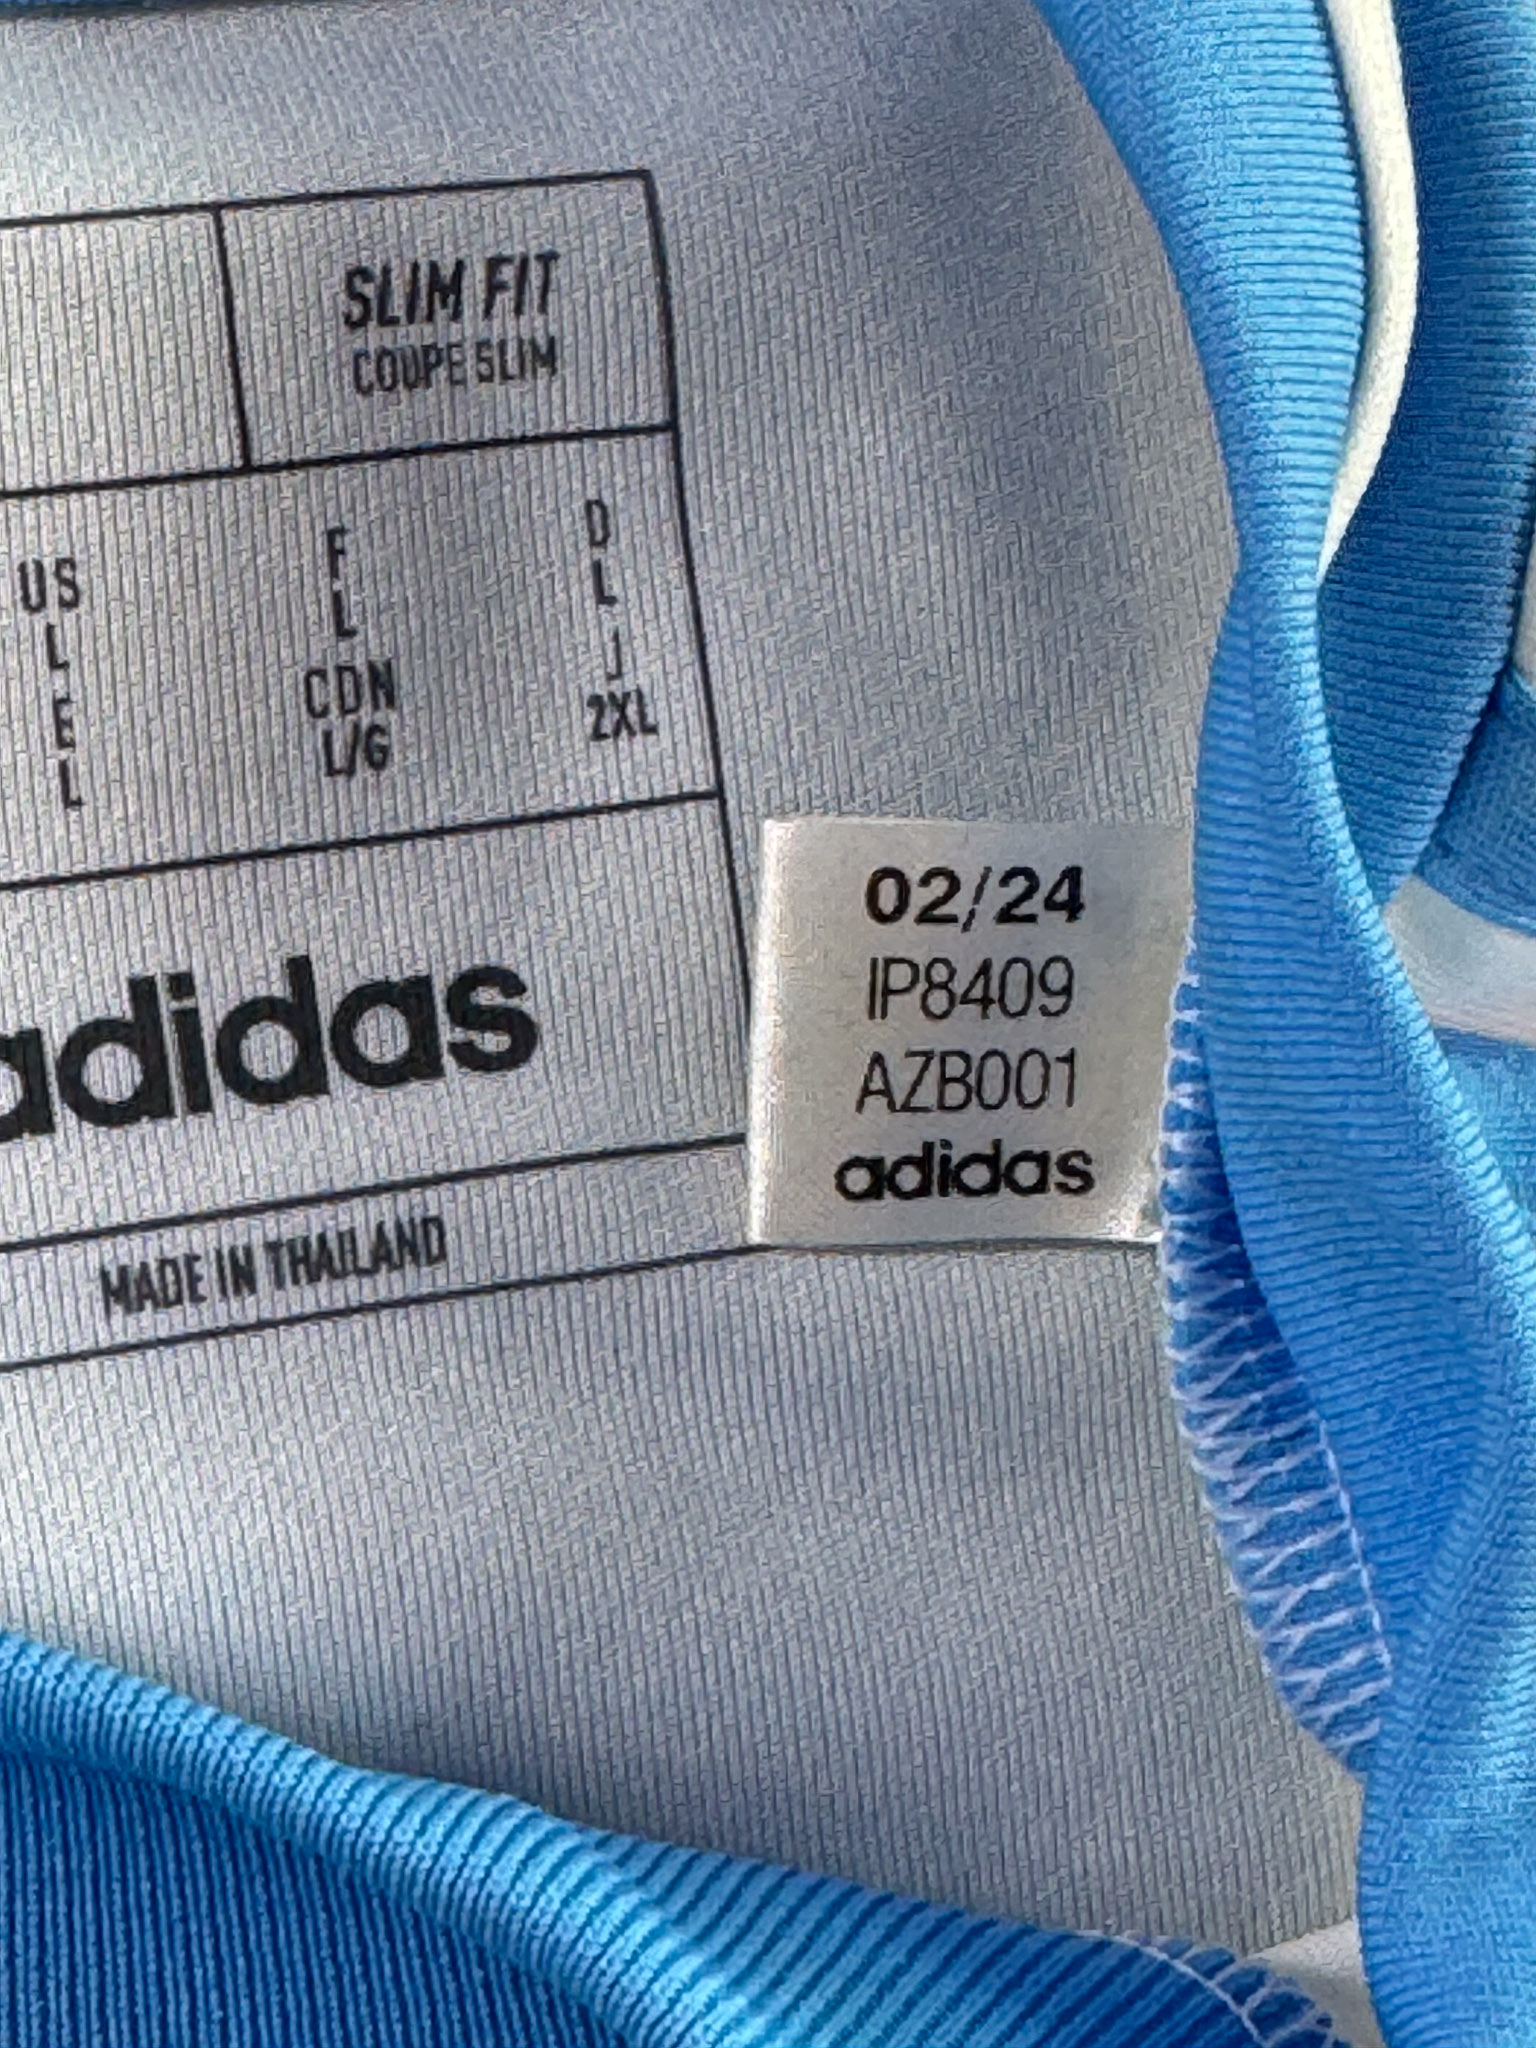 SLIM FIT
COUPE SLIM
US F D
L L L
E CDN J
L L/G 2XL
adidas
MADE IN THAILAND
02/24
IP8409
AZB001
adidas